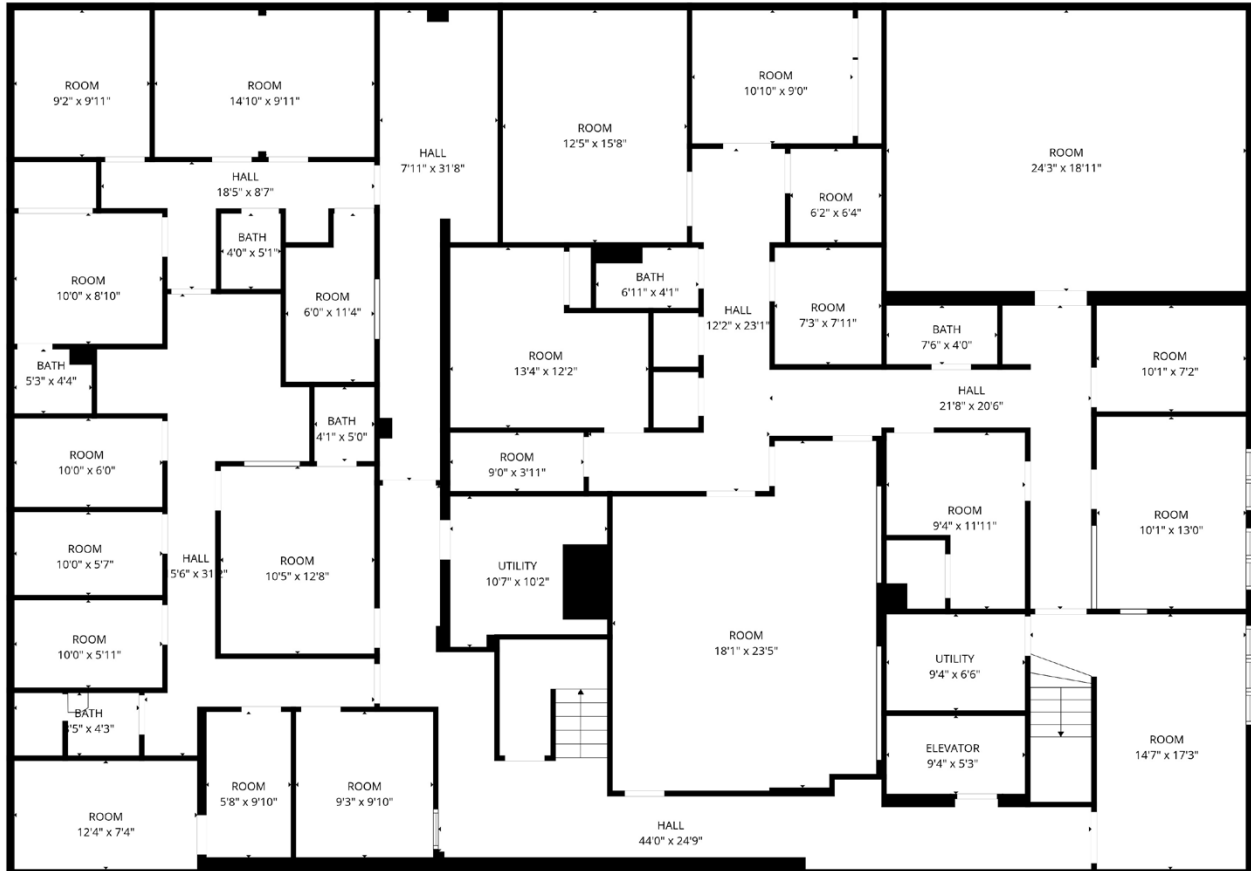 ROOM
9'2" x 9'11"
ROOM
14'10" x 9'11"
HALL
7'11" x 31'8"
ROOM
12'5" x 15'8"
ROOM
10'10" x 9'0"
ROOM
24'3" x 18'11"
HALL
18'5" x 8'7"
ROOM
6'2" x 6'4"
BATH
4'0" x 5'1"
ROOM
10'0" x 8'10"
ROOM
6'0" x 11'4"
BATH
6'11" x 4'1"
HALL
12'2" x 23'1"
ROOM
7'3" x 7'11"
BATH
7'6" x 4'0"
ROOM
10'1" x 7'2"
BATH
5'3" x 4'4"
ROOM
13'4" x 12'2"
HALL
21'8" x 20'6"
BATH
4'1" x 5'0"
ROOM
10'0" x 6'0"
ROOM
9'0" x 3'11"
ROOM
9'4" x 11'11"
ROOM
10'1" x 13'0"
ROOM
10'0" x 5'7"
HALL
ROOM
10'5" x 12'8"
UTILITY
10'7" x 10'2"
ROOM
10'0" x 5'11"
ROOM
18'1" x 23'5"
UTILITY
9'4" x 6'6"
BATH
ROOM
14'7" x 17'3"
ELEVATOR
9'4" x 5'3"
ROOM
5'8" x 9'10"
ROOM
9'3" x 9'10"
ROOM
12'4" x 7'4"
HALL
44'0" x 24'9"